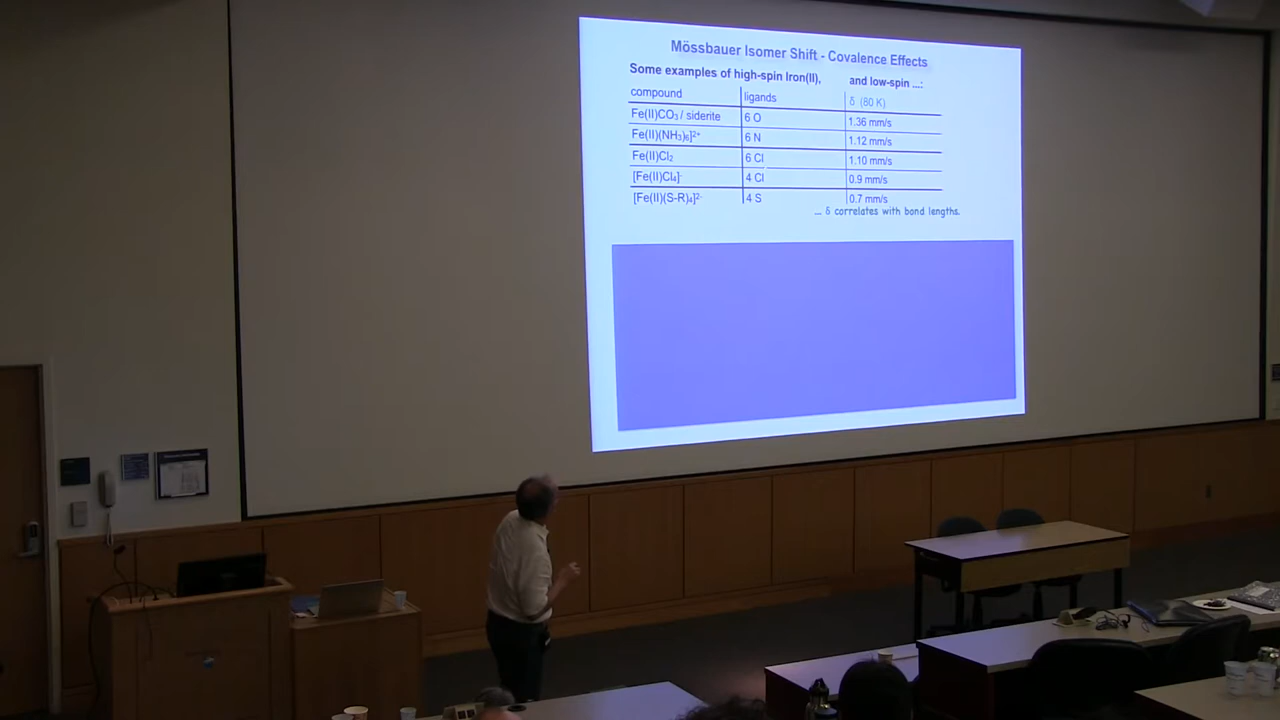 Mössbauer Isomer Shift - Covalence Effects
Some examples of high-spin Iron(II), and low-spin ...:
compound ligands δ (80 K)
Fe(II)CO3 / siderite 6 O 1.36 mm/s
Fe(II)(NH3)6]2+ 6 N 1.12 mm/s
Fe(II)Cl2 6 Cl 1.10 mm/s
[Fe(II)Cl4]- 4 Cl 0.9 mm/s
[Fe(II)(S-R)4]2- 4 S 0.7 mm/s
... δ correlates with bond lengths.